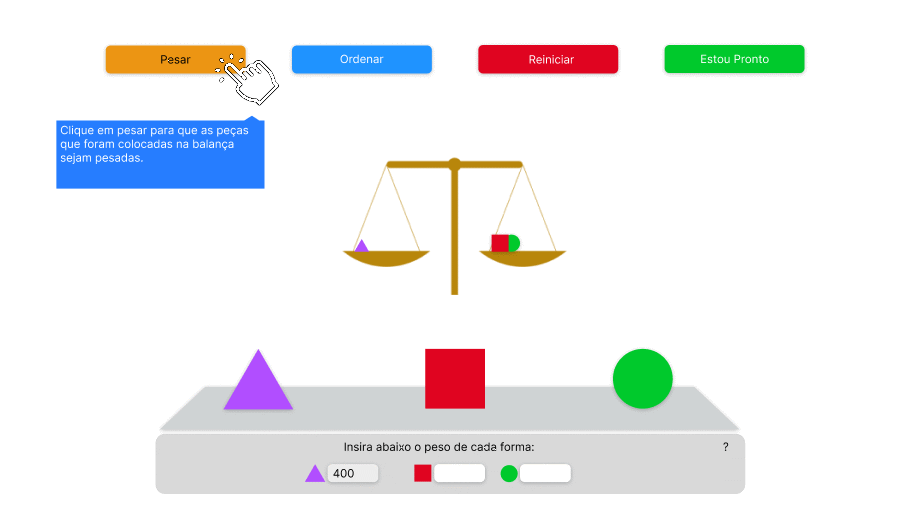 Pesar
Ordenar
Reiniciar
Estou Pronto
Clique em pesar para que as peças
que foram colocadas na balança
sejam pesadas.
Insira abaixo o peso de cada forma:
?
400